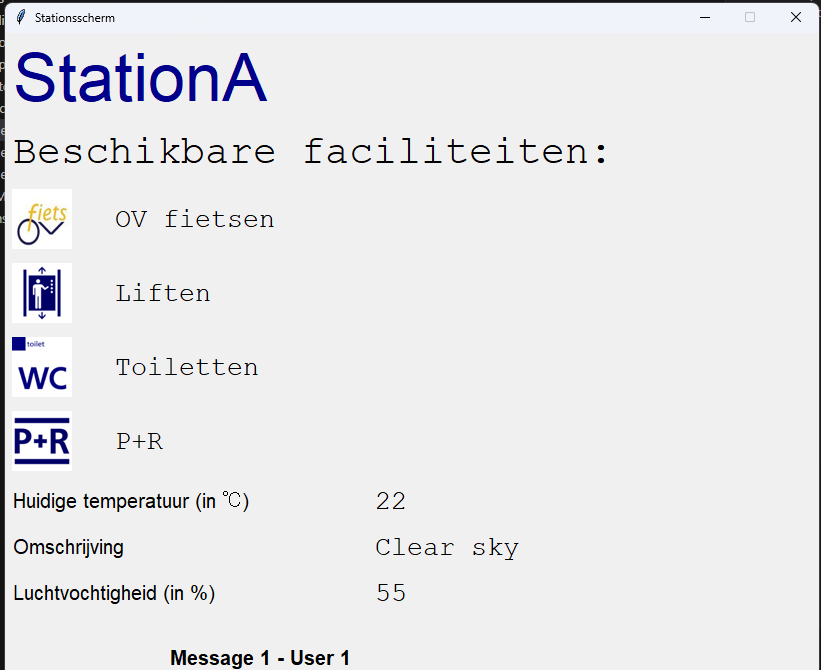 Stationsscherm
StationA
Beschikbare faciliteiten:
fiets
OV fietsen
Liften
toilet
WC
Toiletten
P+R
P+R
Huidige temperatuur (in ℃)
22
Omschrijving
Clear sky
Luchtvochtigheid (in %)
55
Message 1 - User 1